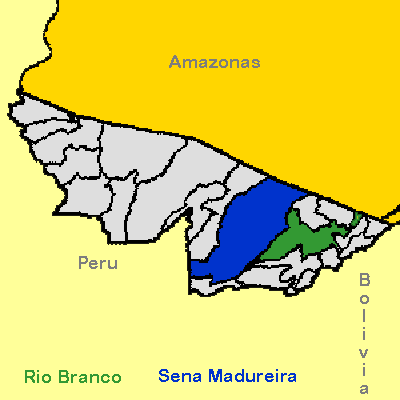 Amazonas
Peru
Bolivia
Rio Branco
Sena Madureira